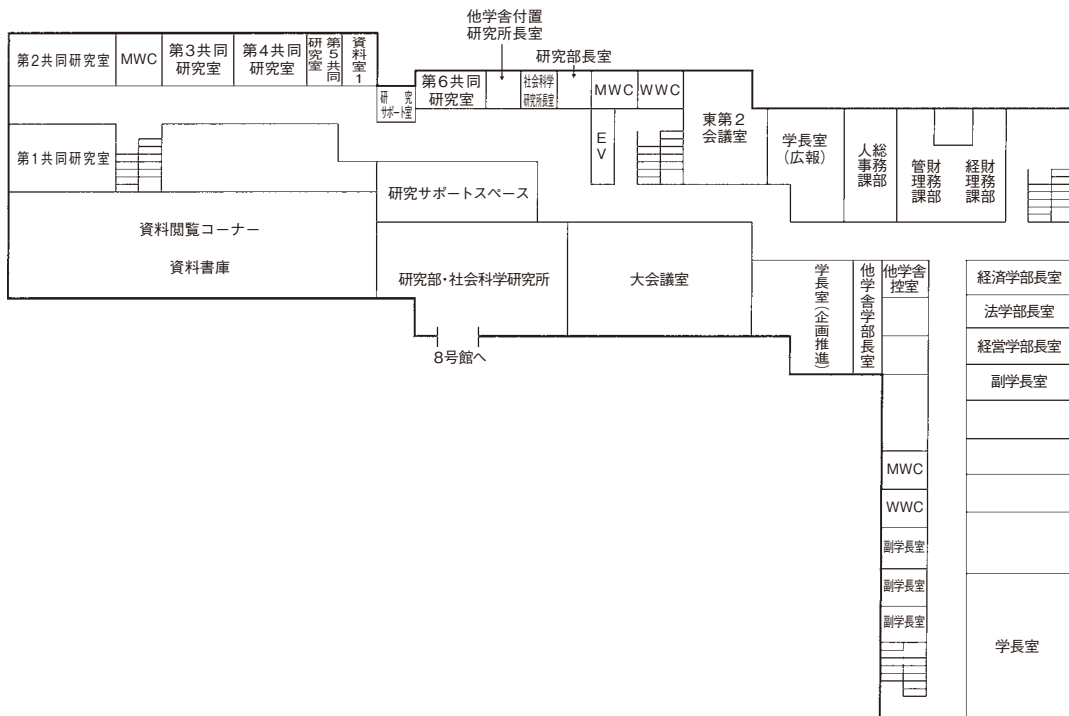 他学舎付置
研究所長室
研究部長室
第2共同研究室
MWC
第3共同
研究室
第4共同
研究室
第5共同
研究室
資料室1
研究
サポート室
第6共同
研究室
社会科学
研究所長室
MWC
WWC
東第2
会議室
EV
学長室
(広報)
総務
人事課部
財務
管理課部
財務
経理課部
第1共同研究室
研究サポートスペース
資料閲覧コーナー
資料書庫
研究部・社会科学研究所
大会議室
学長室(企画推進)
他学舎学部長室
他学舎
控室
経済学部長室
法学部長室
経営学部長室
副学長室
8号館へ
MWC
WWC
副学長室
副学長室
副学長室
学長室